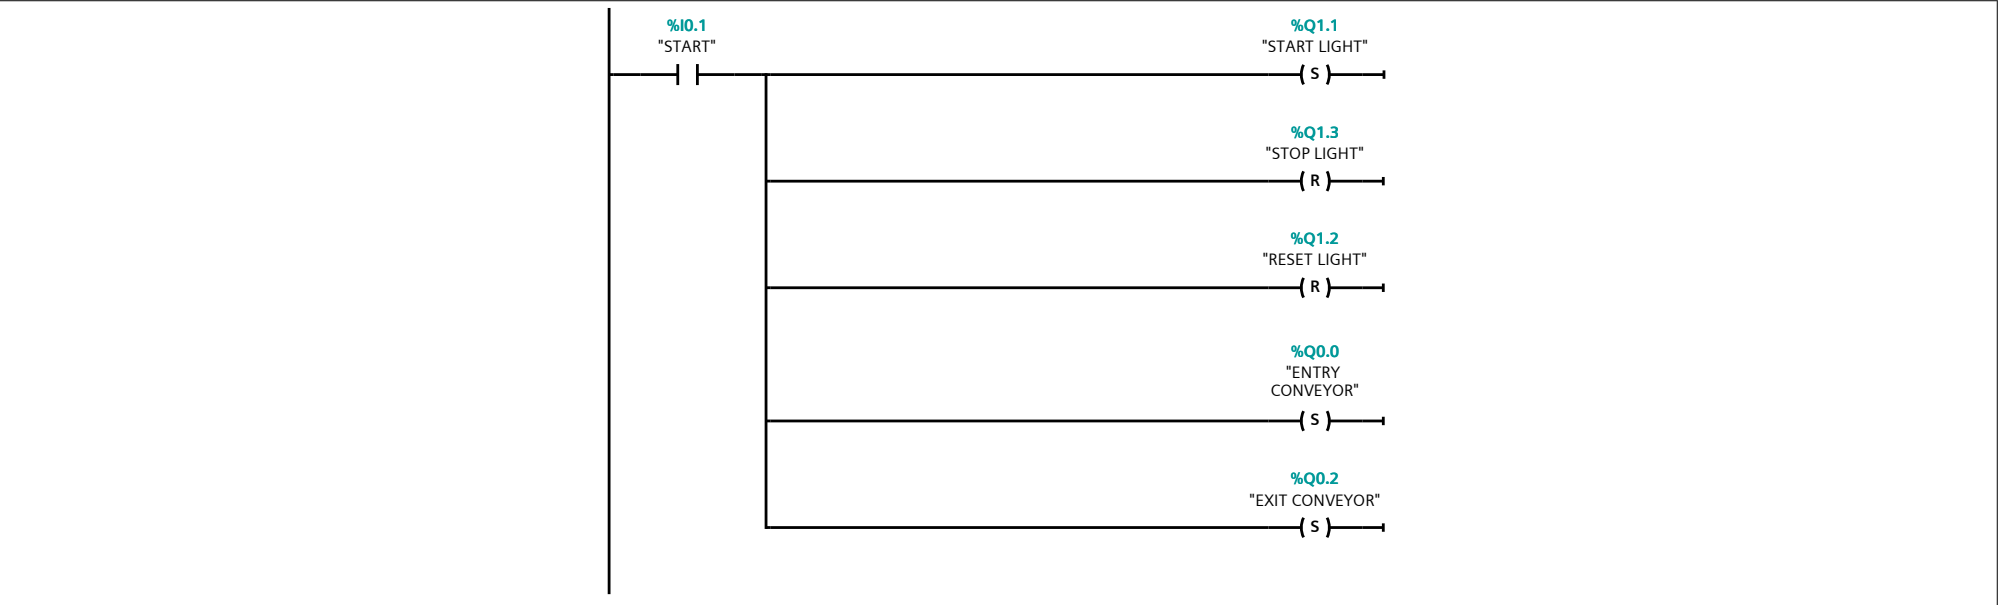 %I0.1
"START"
%Q1.1
"START LIGHT"
( S )
%Q1.3
"STOP LIGHT"
( R )
%Q1.2
"RESET LIGHT"
( R )
%Q0.0
"ENTRY
CONVEYOR"
( S )
%Q0.2
"EXIT CONVEYOR"
( S )